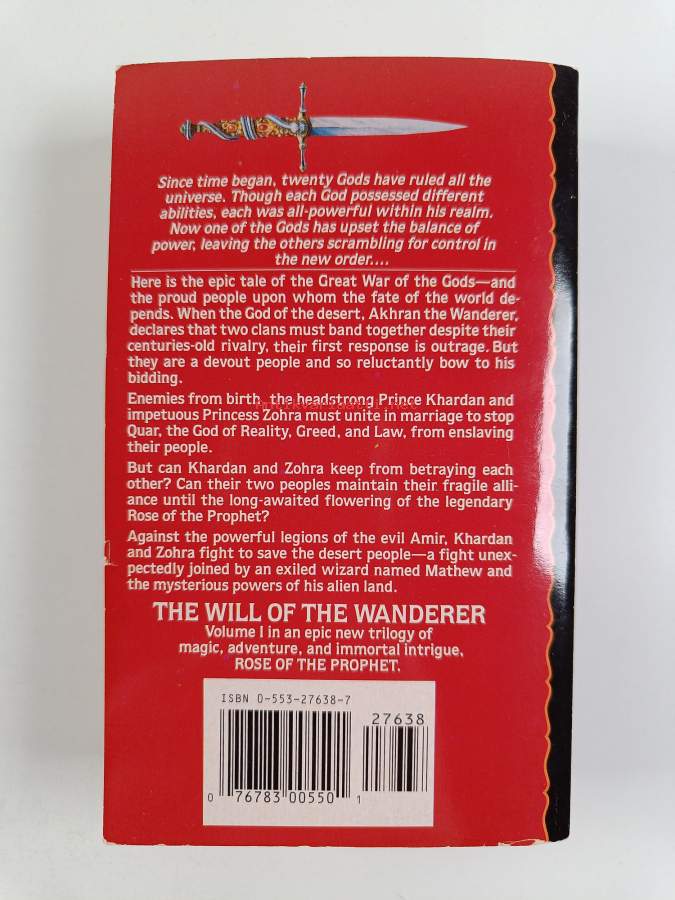 Since time began, twenty Gods have ruled all the
universe. Though each God possessed different
abilities, each was all-powerful within his realm.
Now one of the Gods has upset the balance of
power, leaving the others scrambling for control in
the new order....
Here is the epic tale of the Great War of the Gods—and
the proud people upon whom the fate of the world de-
pends. When the God of the desert, Akhran the Wanderer,
declares that two clans must band together despite their
centuries-old rivalry, their first response is outrage. But
they are a devout people and so reluctantly bow to his
bidding.
Enemies from birth, the headstrong Prince Khardan and
impetuous Princess Zohra must unite in marriage to stop
Quar, the God of Reality, Greed, and Law, from enslaving
their people.
But can Khardan and Zohra keep from betraying each
other? Can their two peoples maintain their fragile alli-
ance until the long-awaited flowering of the legendary
Rose of the Prophet?
Against the powerful legions of the evil Amir, Khardan
and Zohra fight to save the desert people—a fight unex-
pectedly joined by an exiled wizard named Mathew and
the mysterious powers of his alien land.
THE WILL OF THE WANDERER
Volume I in an epic new trilogy of
magic, adventure, and immortal intrigue,
ROSE OF THE PROPHET.
ISBN 0-553-27638-7
27638
0 76783 00550 1